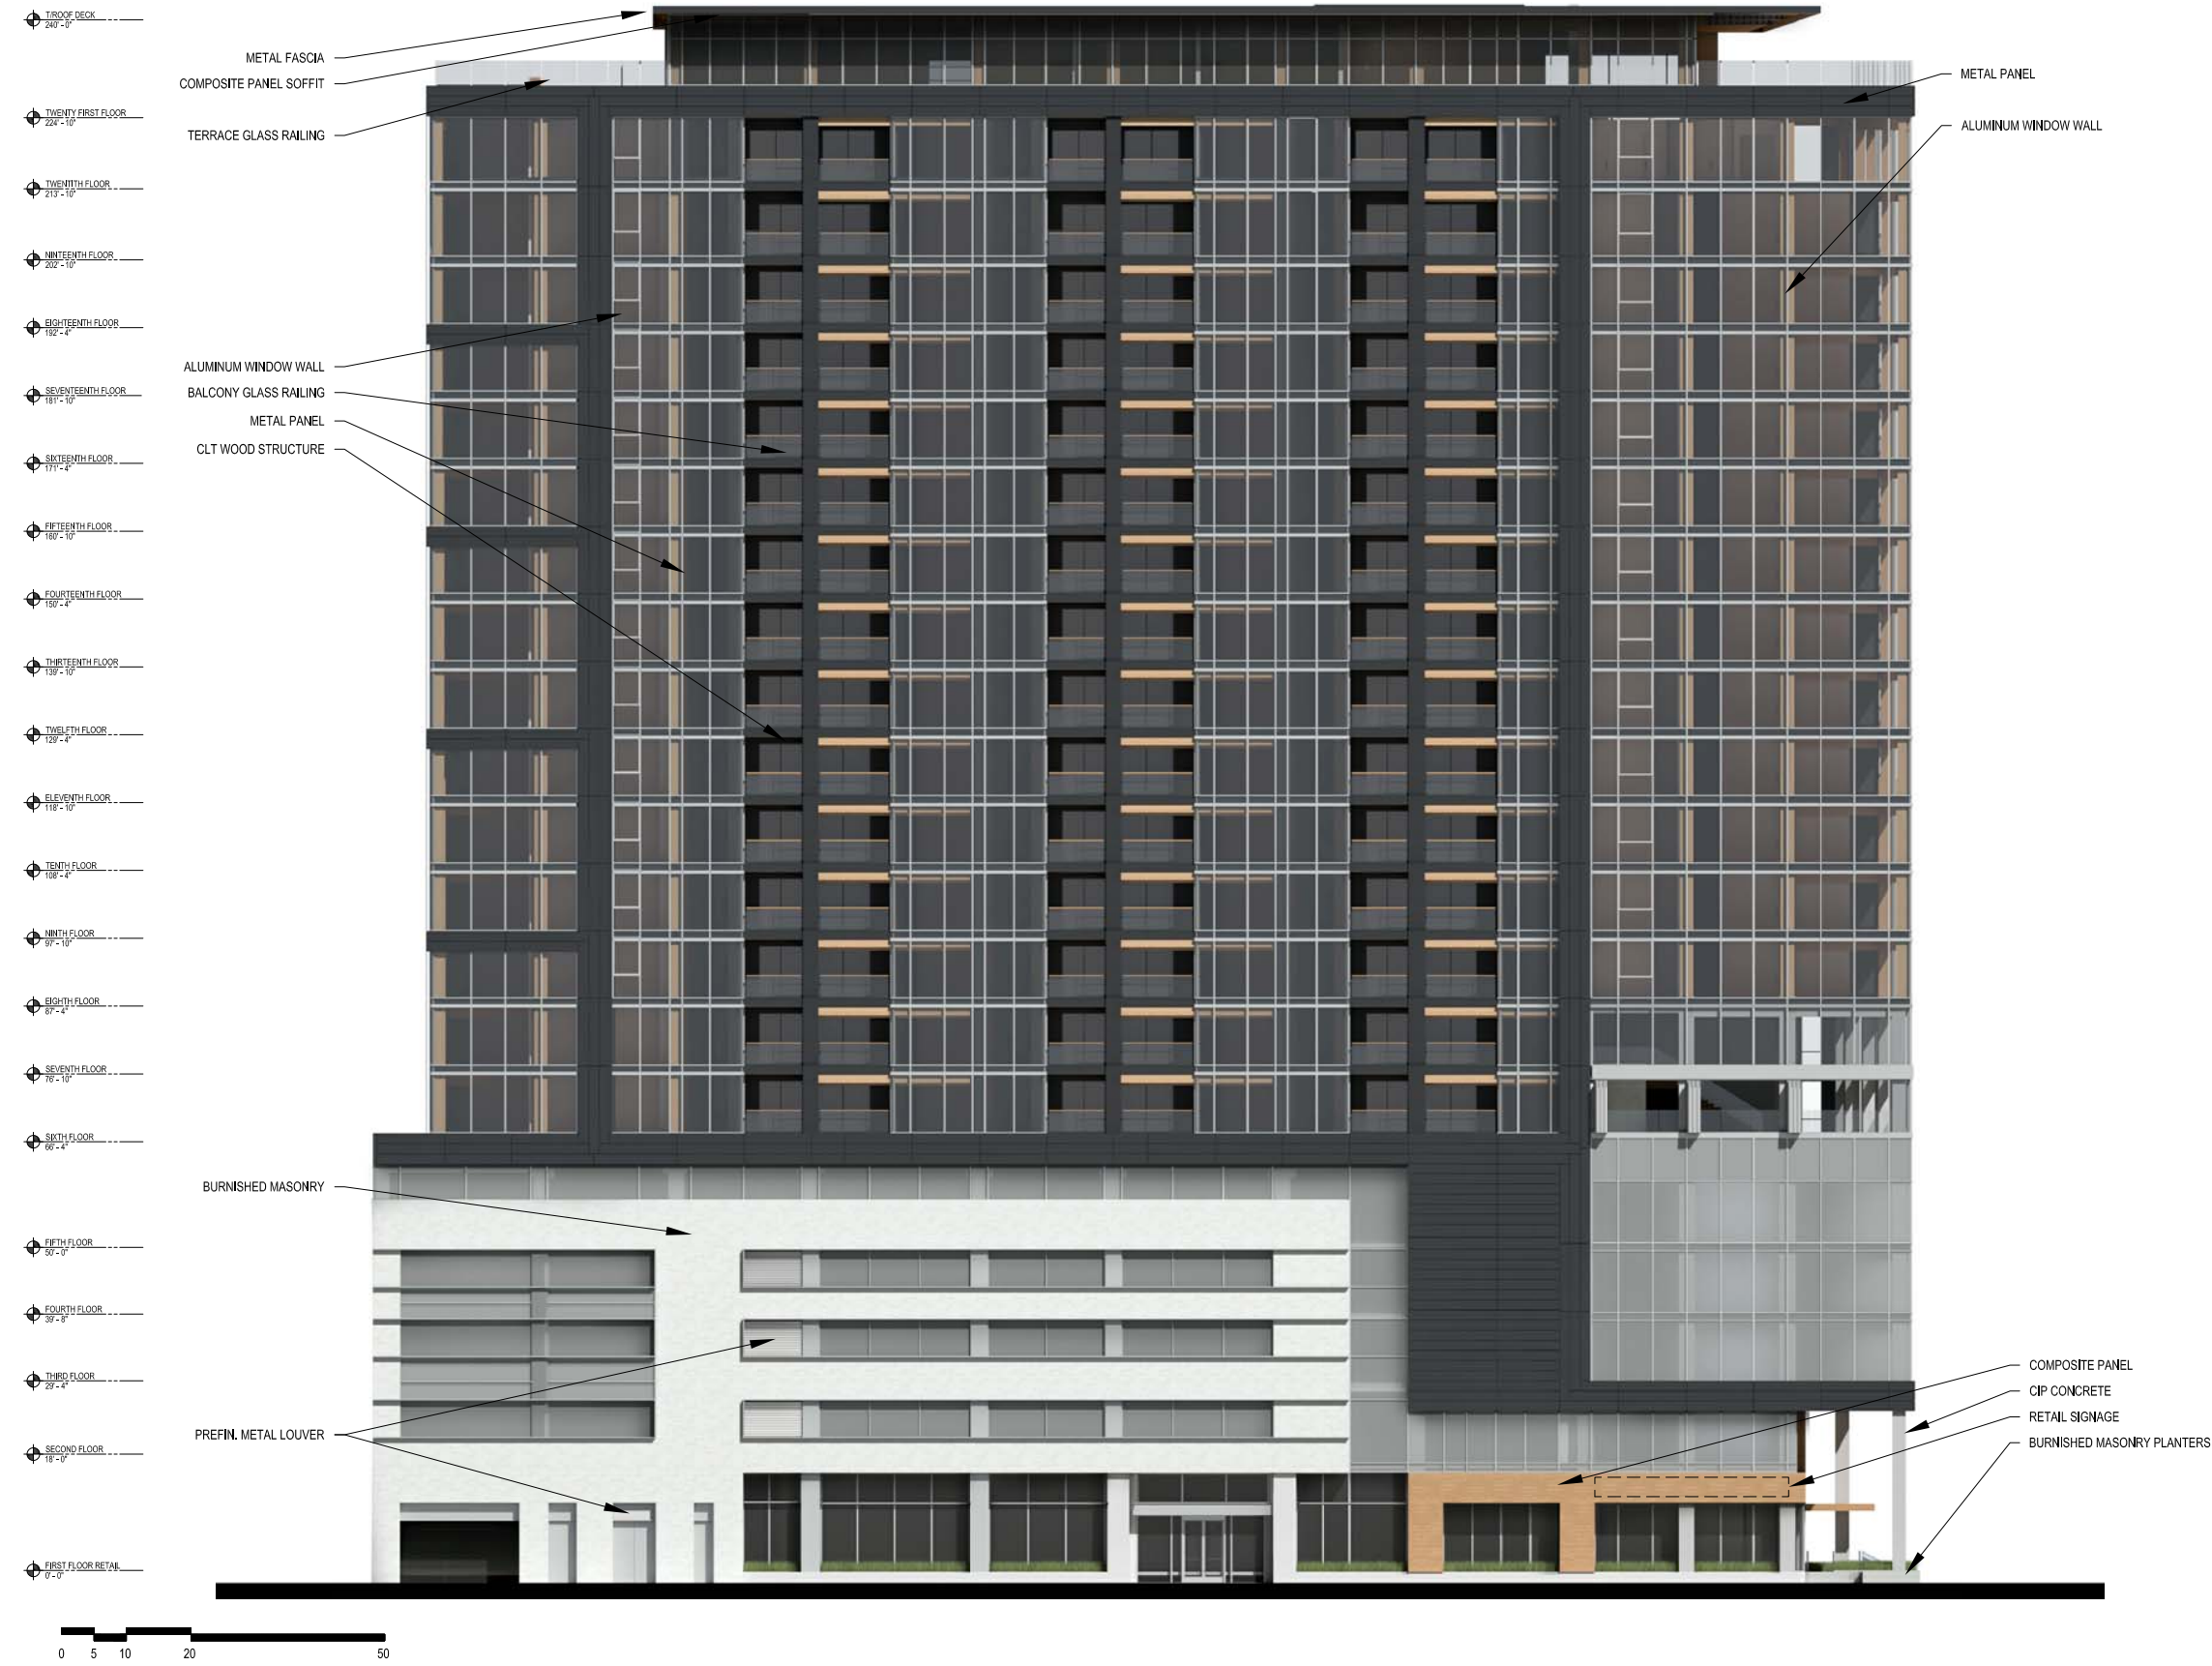 T/ROOF DECK
240' - 0"
TWENTY FIRST FLOOR
224' - 10"
TWENTITH FLOOR
213' - 10"
NINTEENTH FLOOR
202' - 10"
EIGHTEENTH FLOOR
192' - 4"
SEVENTEENTH FLOOR
181' - 10"
SIXTEENTH FLOOR
171' - 4"
FIFTEENTH FLOOR
160' - 10"
FOURTEENTH FLOOR
150' - 4"
THIRTEENTH FLOOR
139' - 10"
TWELFTH FLOOR
129' - 4"
ELEVENTH FLOOR
118' - 10"
TENTH FLOOR
108' - 4"
NINTH FLOOR
97' - 10"
EIGHTH FLOOR
87' - 4"
SEVENTH FLOOR
76' - 10"
SIXTH FLOOR
66' - 4"
FIFTH FLOOR
50' - 0"
FOURTH FLOOR
39' - 8"
THIRD FLOOR
29' - 4"
SECOND FLOOR
18' - 0"
FIRST FLOOR RETAIL
0' - 0"
METAL FASCIA
COMPOSITE PANEL SOFFIT
TERRACE GLASS RAILING
ALUMINUM WINDOW WALL
BALCONY GLASS RAILING
METAL PANEL
CLT WOOD STRUCTURE
BURNISHED MASONRY
PREFIN. METAL LOUVER
METAL PANEL
ALUMINUM WINDOW WALL
COMPOSITE PANEL
CIP CONCRETE
RETAIL SIGNAGE
BURNISHED MASONRY PLANTERS
0 5 10 20 50